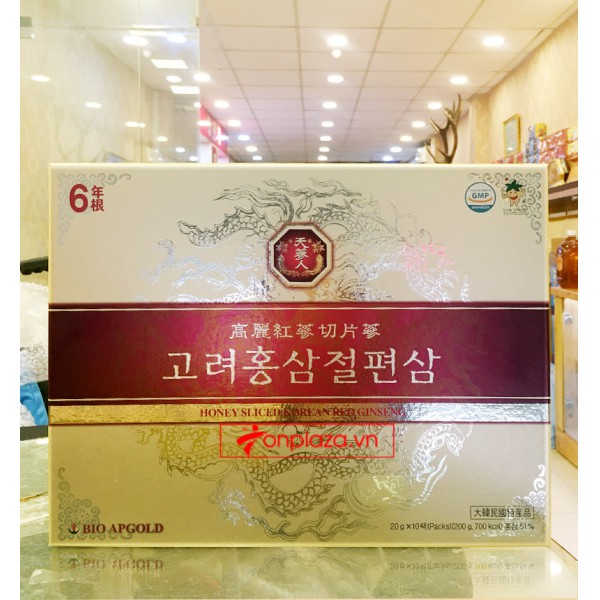 6年根
GMP
天蔘人
高麗紅蔘切片蔘
고려홍삼절편삼
HONEY SLICED KOREAN RED GINSENG
onplaza.vn
大韓民國特産品
BIO APGOLD
20 g × 10팩(Packs)(200 g, 700 kcal) 홍삼 51%